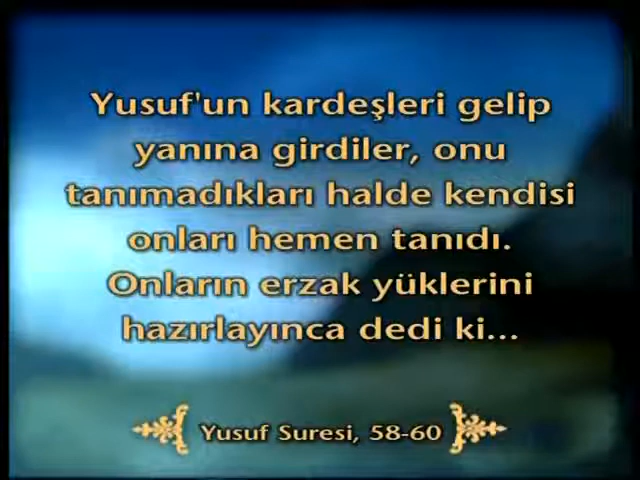 Yusuf'un kardeşleri gelip
yanına girdiler, onu
tanımadıkları halde kendisi
onları hemen tanıdı.
Onların erzak yüklerini
hazırlayınca dedi ki...
Yusuf Suresi, 58-60